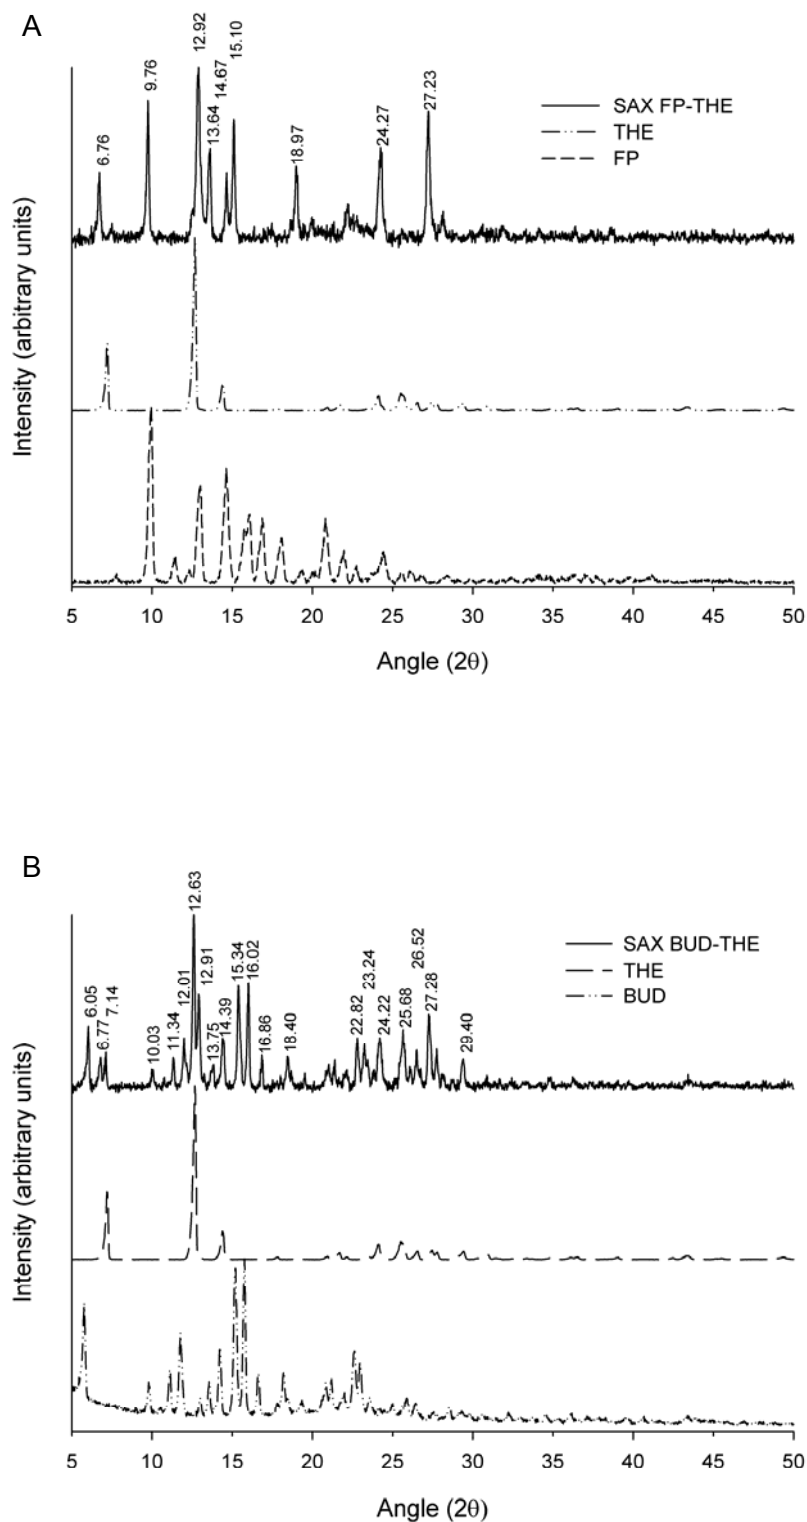 A
6.76
9.76
12.92
13.64
14.67
15.10
18.97
24.27
27.23
SAX FP-THE
THE
FP
Intensity (arbitrary units)
5 10 15 20 25 30 35 40 45 50
Angle (2θ)
B
6.05
6.77
7.14
10.03
11.34
12.01
12.63
12.91
13.75
14.39
15.34
16.02
16.86
18.40
22.82
23.24
24.22
25.68
26.52
27.28
29.40
SAX BUD-THE
THE
BUD
Intensity (arbitrary units)
5 10 15 20 25 30 35 40 45 50
Angle (2θ)